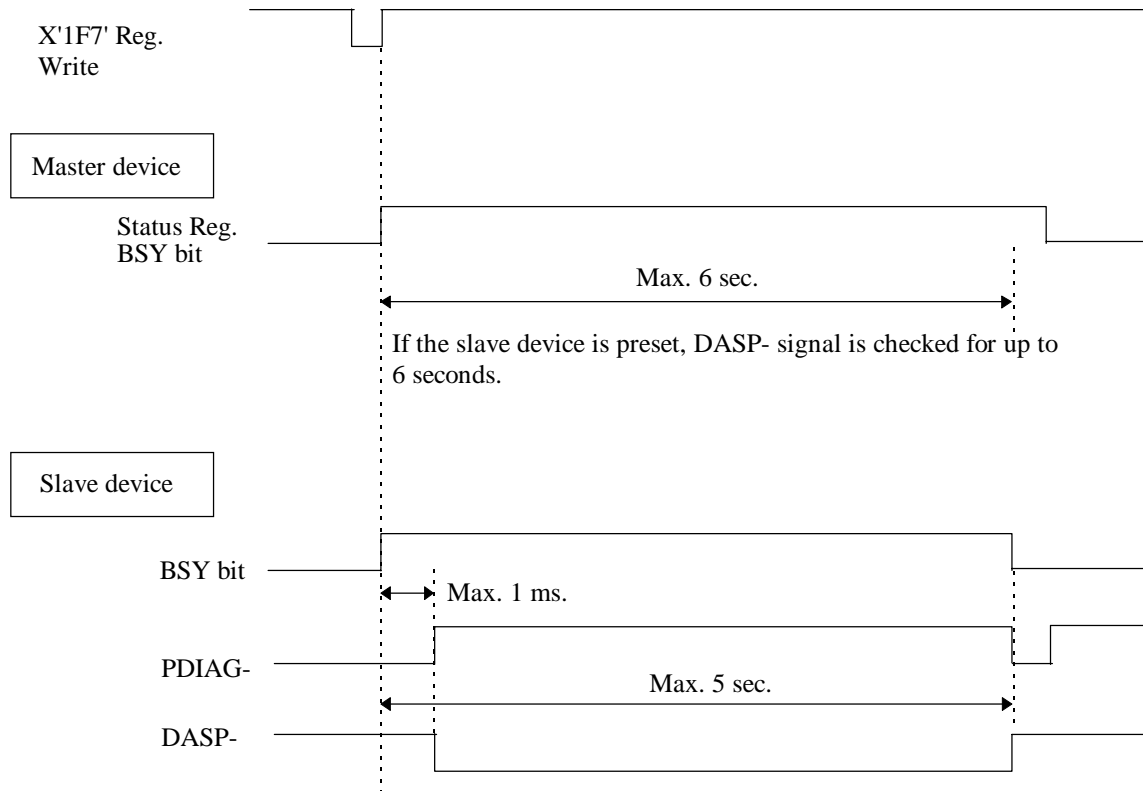 X'1F7' Reg.
Write
Master device
Status Reg.
BSY bit
Max. 6 sec.
If the slave device is preset, DASP- signal is checked for up to
6 seconds.
Slave device
BSY bit
Max. 1 ms.
PDIAG-
Max. 5 sec.
DASP-